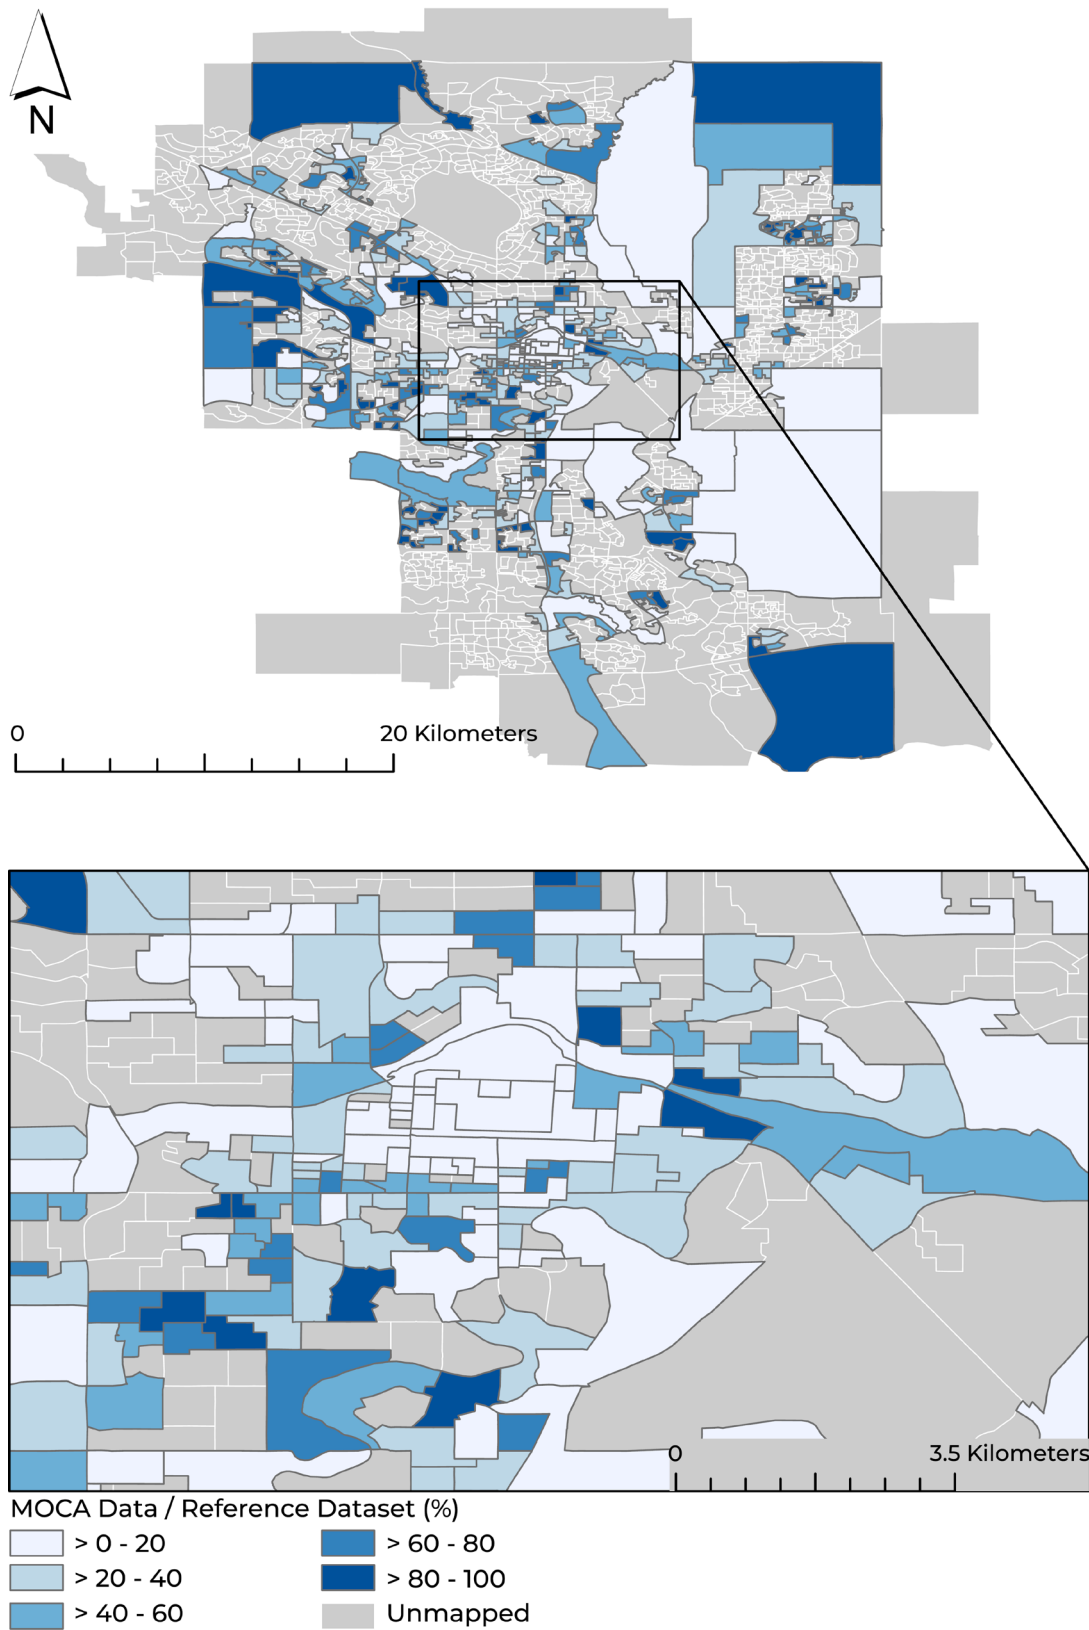 N
0 20 Kilometers
0 3.5 Kilometers
MOCA Data / Reference Dataset (%)
> 0 - 20
> 20 - 40
> 40 - 60
> 60 - 80
> 80 - 100
Unmapped